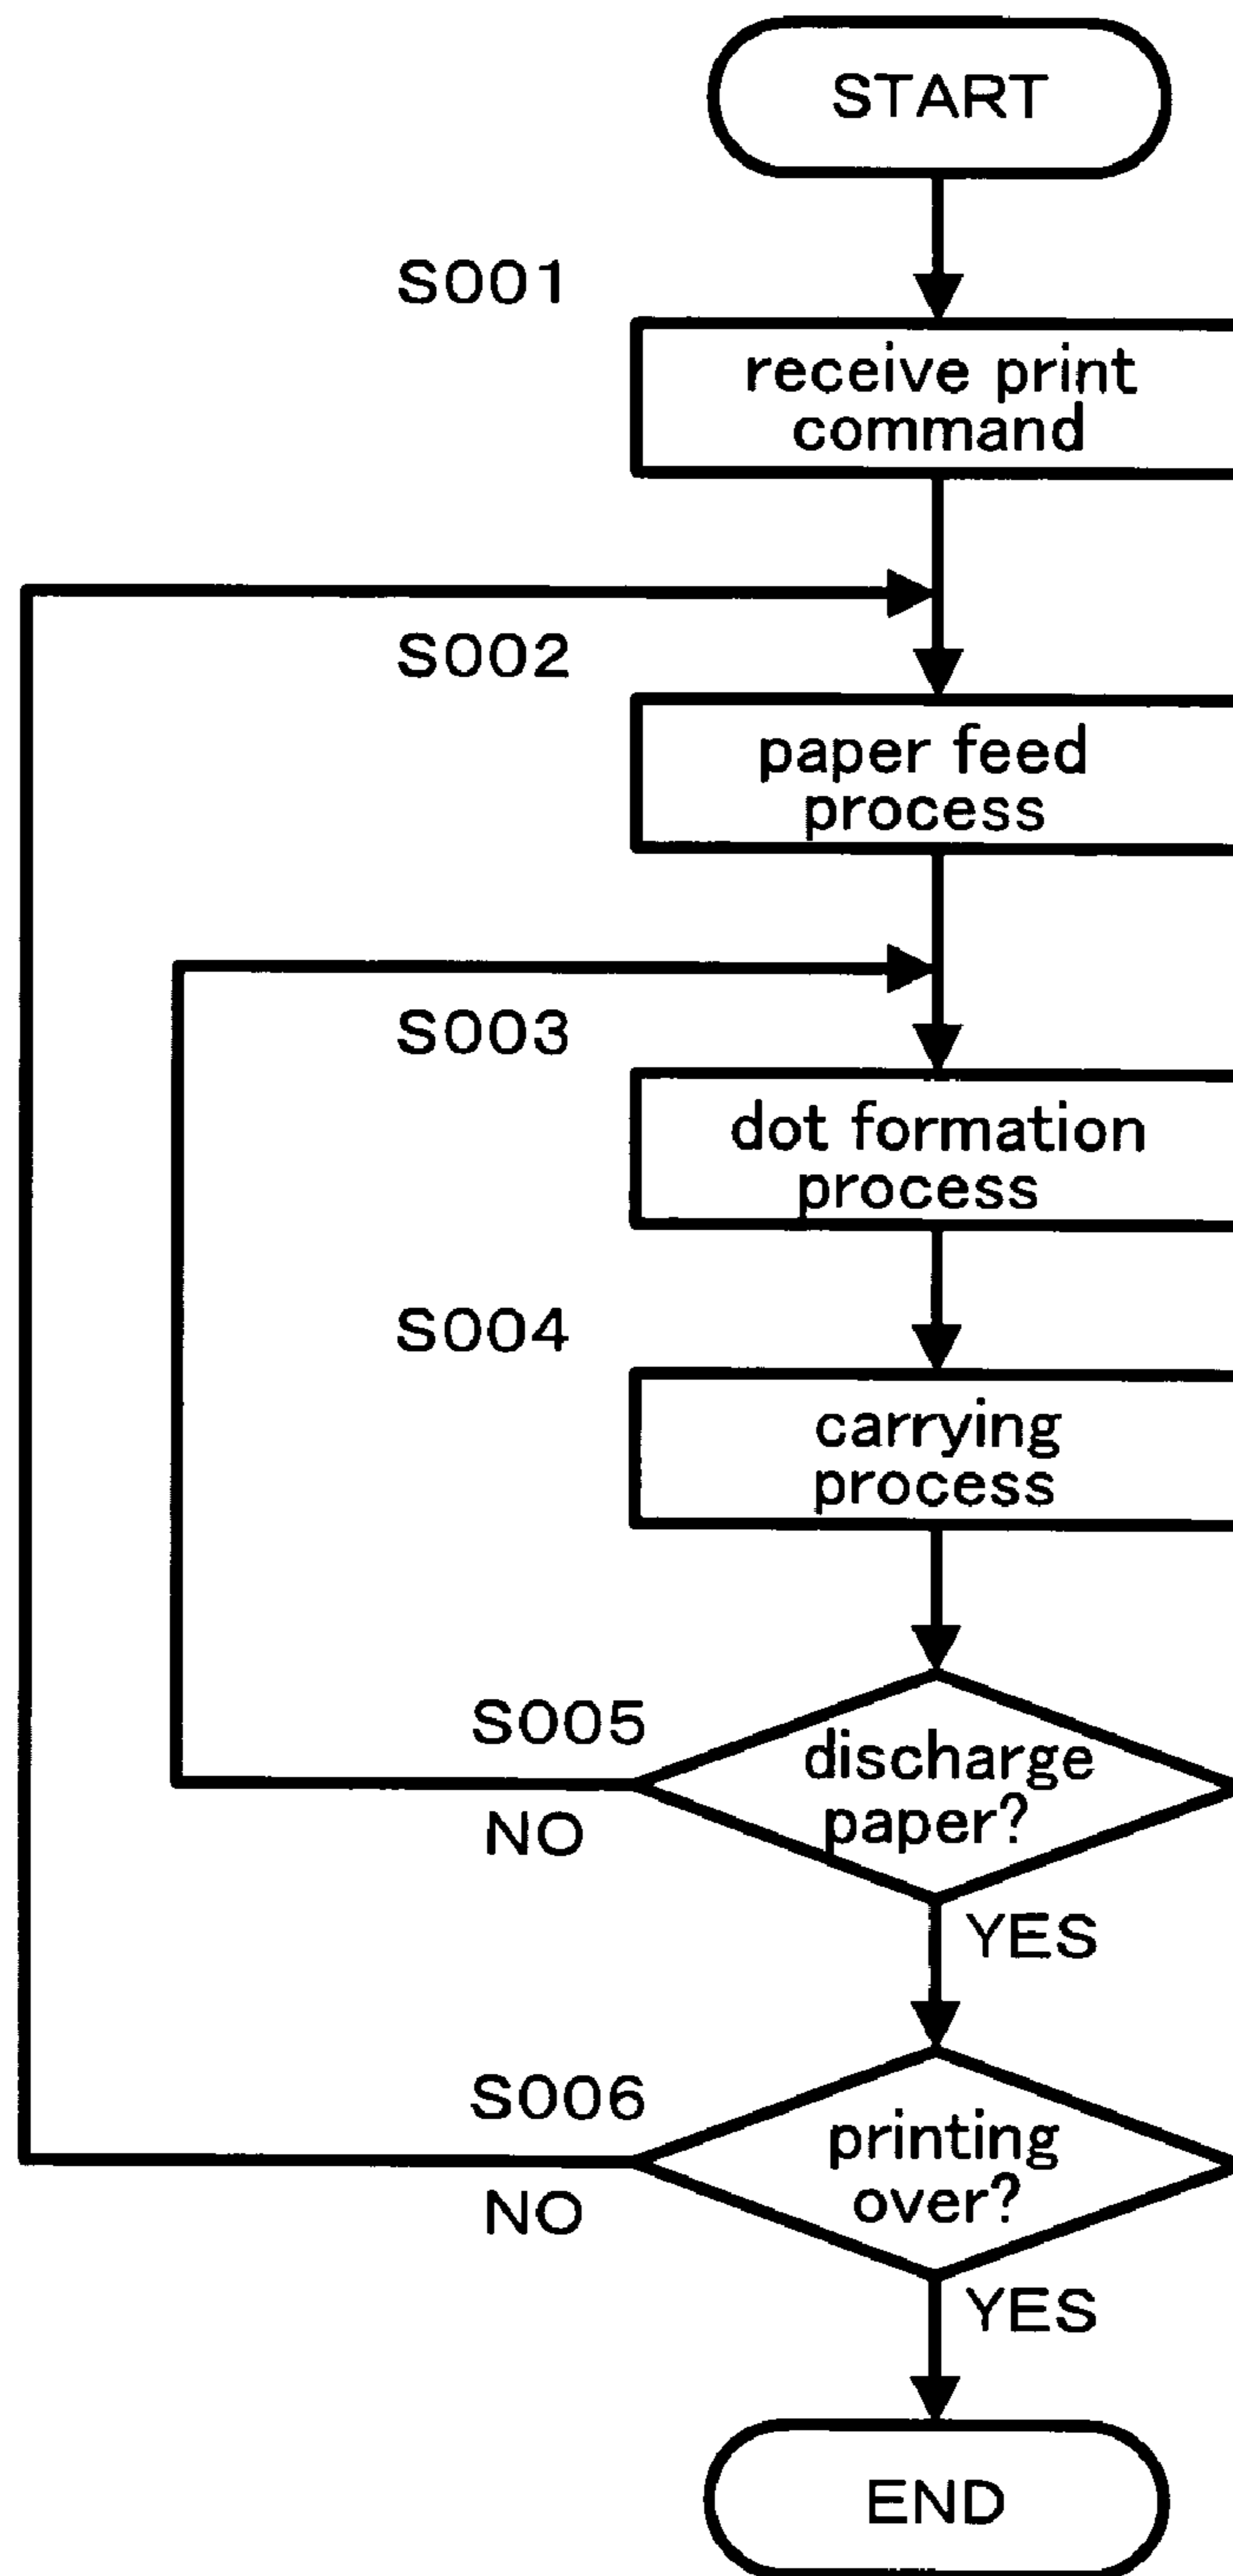 START
S001
receive print
command
S002
paper feed
process
S003
dot formation
process
S004
carrying
process
S005
discharge
paper?
NO
YES
S006
printing
over?
NO
YES
END